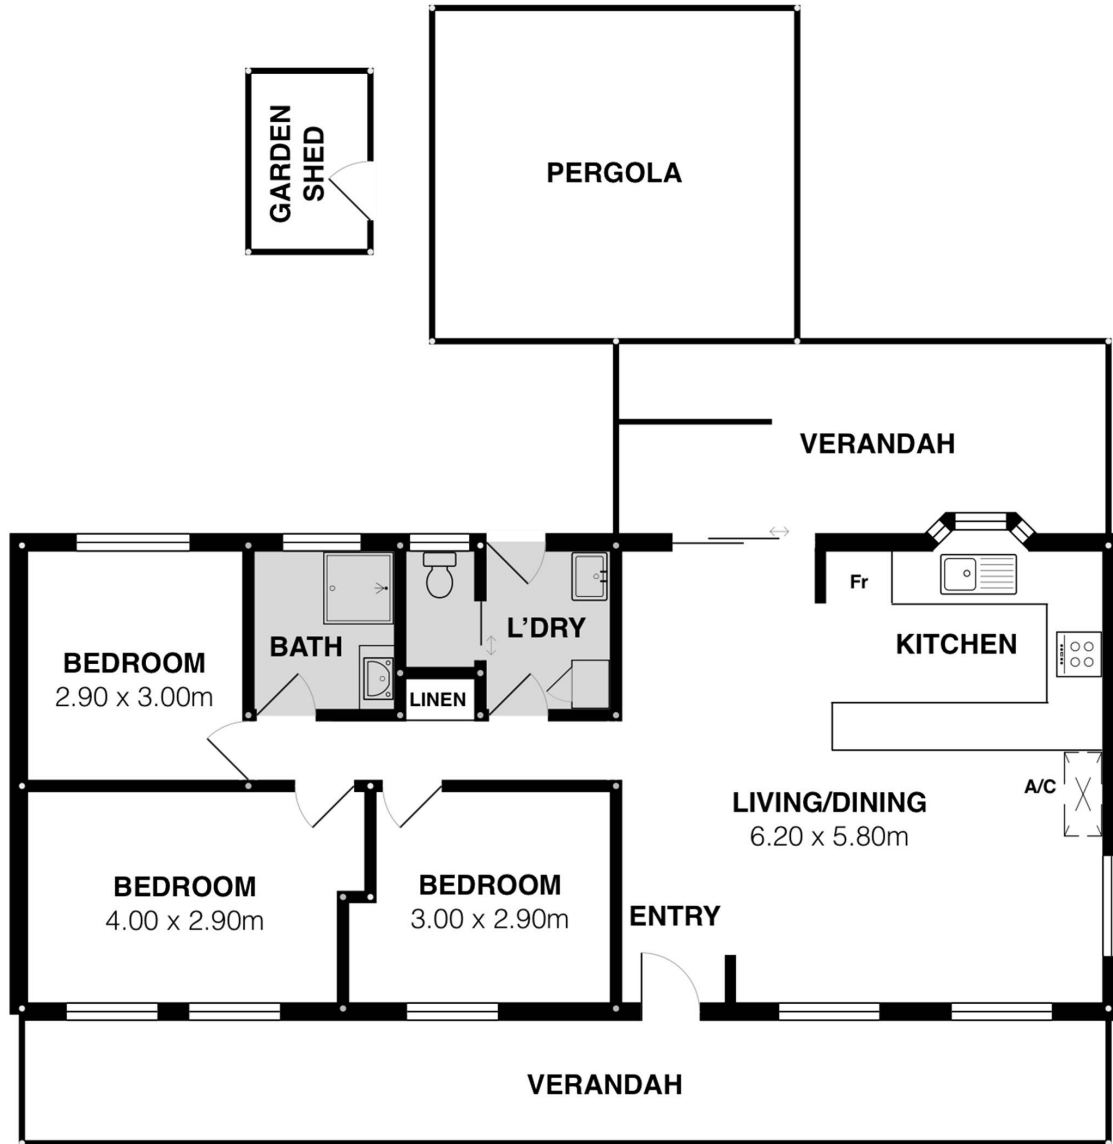 GARDEN
SHED
PERGOLA
VERANDAH
BEDROOM
2.90 x 3.00m
BATH
LINEN
L'DRY
Fr
KITCHEN
A/C
LIVING/DINING
6.20 x 5.80m
BEDROOM
4.00 x 2.90m
BEDROOM
3.00 x 2.90m
ENTRY
VERANDAH